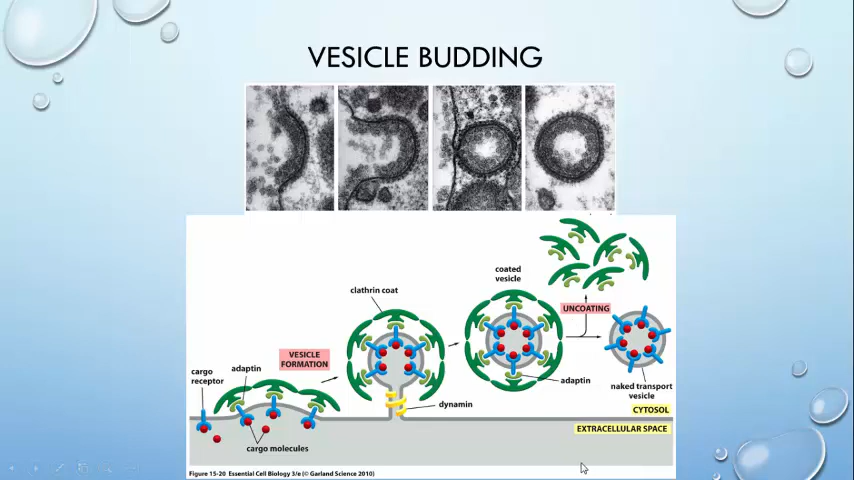 VESICLE BUDDING
coated
vesicle
clathrin coat
UNCOATING
VESICLE
FORMATION
cargo
receptor
adaptin
adaptin
naked transport
vesicle
dynamin
CYTOSOL
EXTRACELLULAR SPACE
cargo molecules
Figure 15-20 Essential Cell Biology 3/e (© Garland Science 2010)